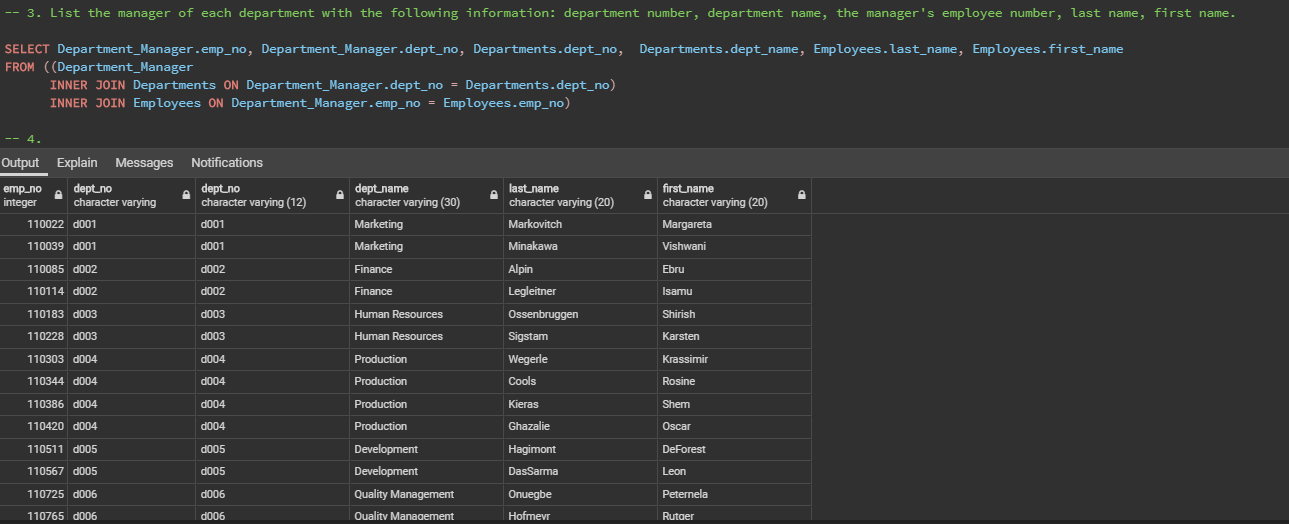 -- 3. List the manager of each department with the following information: department number, department name, the manager's employee number, last name, first name.
SELECT Department_Manager.emp_no, Department_Manager.dept_no, Departments.dept_no,  Departments.dept_name, Employees.last_name, Employees.first_name
FROM ((Department_Manager
INNER JOIN Departments ON Department_Manager.dept_no = Departments.dept_no)
INNER JOIN Employees ON Department_Manager.emp_no = Employees.emp_no)
-- 4.
Output Explain Messages Notifications
emp_no dept_no dept_no dept_name last_name first_name
integer character varying character varying (12) character varying (30) character varying (20) character varying (20)
110022 d001 d001 Marketing Markovitch Margareta
110039 d001 d001 Marketing Minakawa Vishwani
110085 d002 d002 Finance Alpin Ebru
110114 d002 d002 Finance Legleitner Isamu
110183 d003 d003 Human Resources Ossenbruggen Shirish
110228 d003 d003 Human Resources Sigstam Karsten
110303 d004 d004 Production Wegerle Krassimir
110344 d004 d004 Production Cools Rosine
110386 d004 d004 Production Kieras Shem
110420 d004 d004 Production Ghazalie Oscar
110511 d005 d005 Development Hagimont DeForest
110567 d005 d005 Development DasSarma Leon
110725 d006 d006 Quality Management Onuegbe Peternela
110765 d006 d006 Quality Management Hofmeyr Rutger